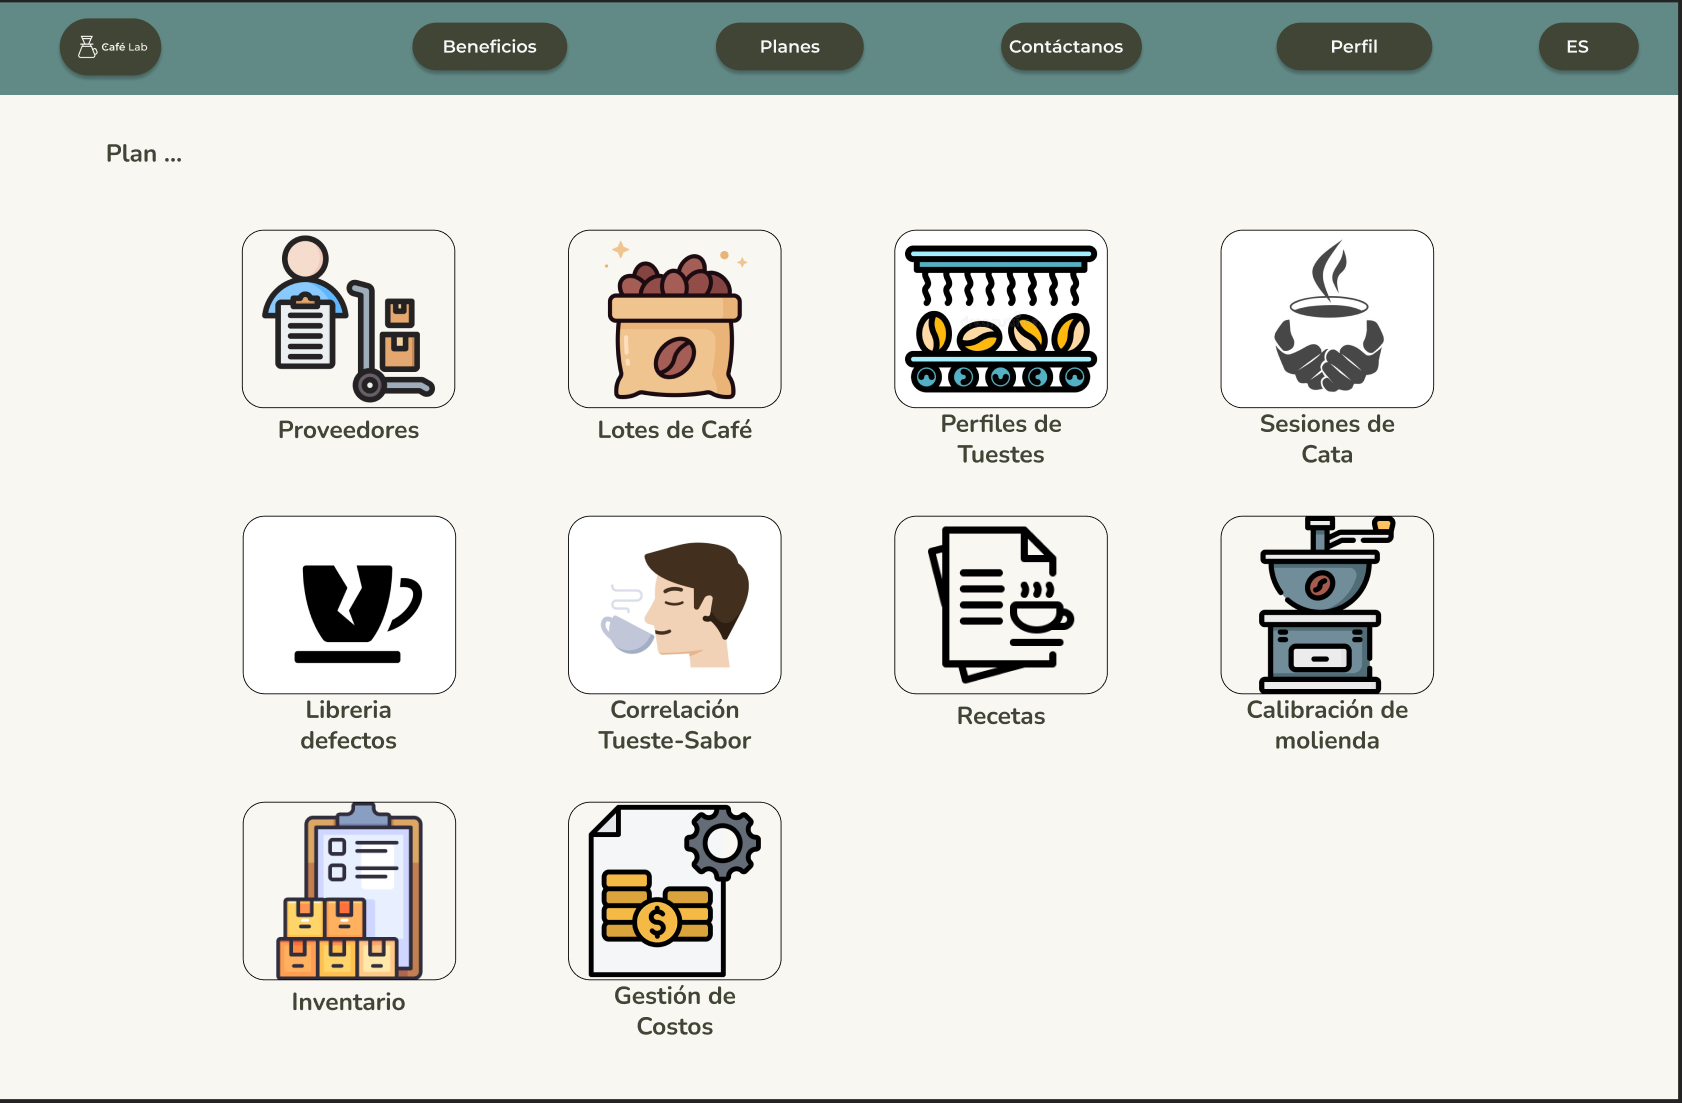 Café Lab
Beneficios
Planes
Contáctanos
Perfil
ES
Plan ...
Proveedores
Lotes de Café
Perfiles de
Tuestes
Sesiones de
Cata
Libreria
defectos
Correlación
Tueste-Sabor
Recetas
Calibración de
molienda
$
Inventario
Gestión de
Costos